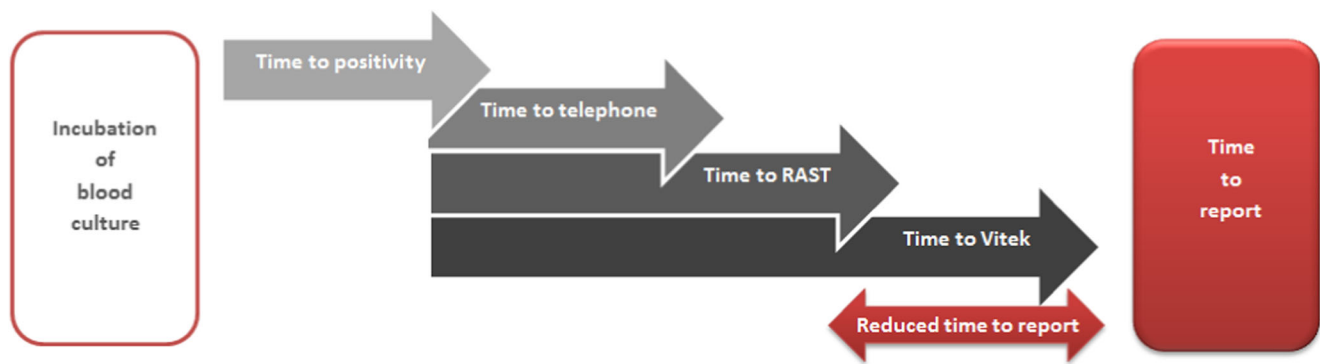 Incubation
of
blood
culture
Time to positivity
Time to telephone
Time to RAST
Time to Vitek
Reduced time to report
Time
to
report